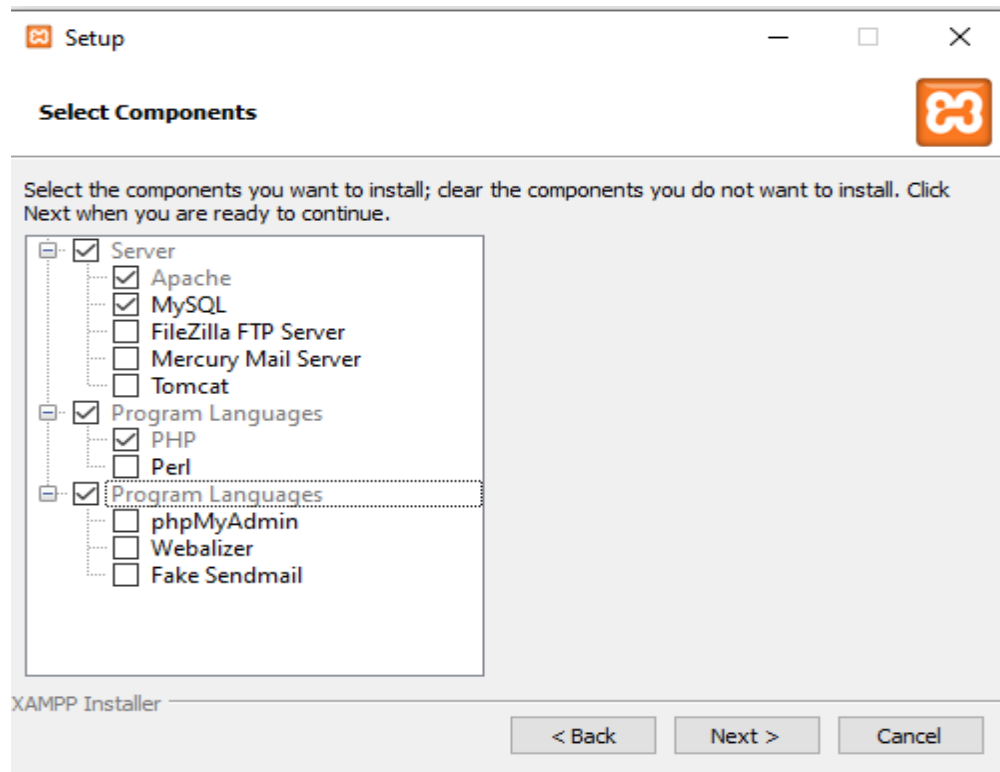 Setup
Select Components
Select the components you want to install; clear the components you do not want to install. Click
Next when you are ready to continue.
Server
Apache
MySQL
FileZilla FTP Server
Mercury Mail Server
Tomcat
Program Languages
PHP
Perl
Program Languages
phpMyAdmin
Webalizer
Fake Sendmail
XAMPP Installer
< Back
Next >
Cancel